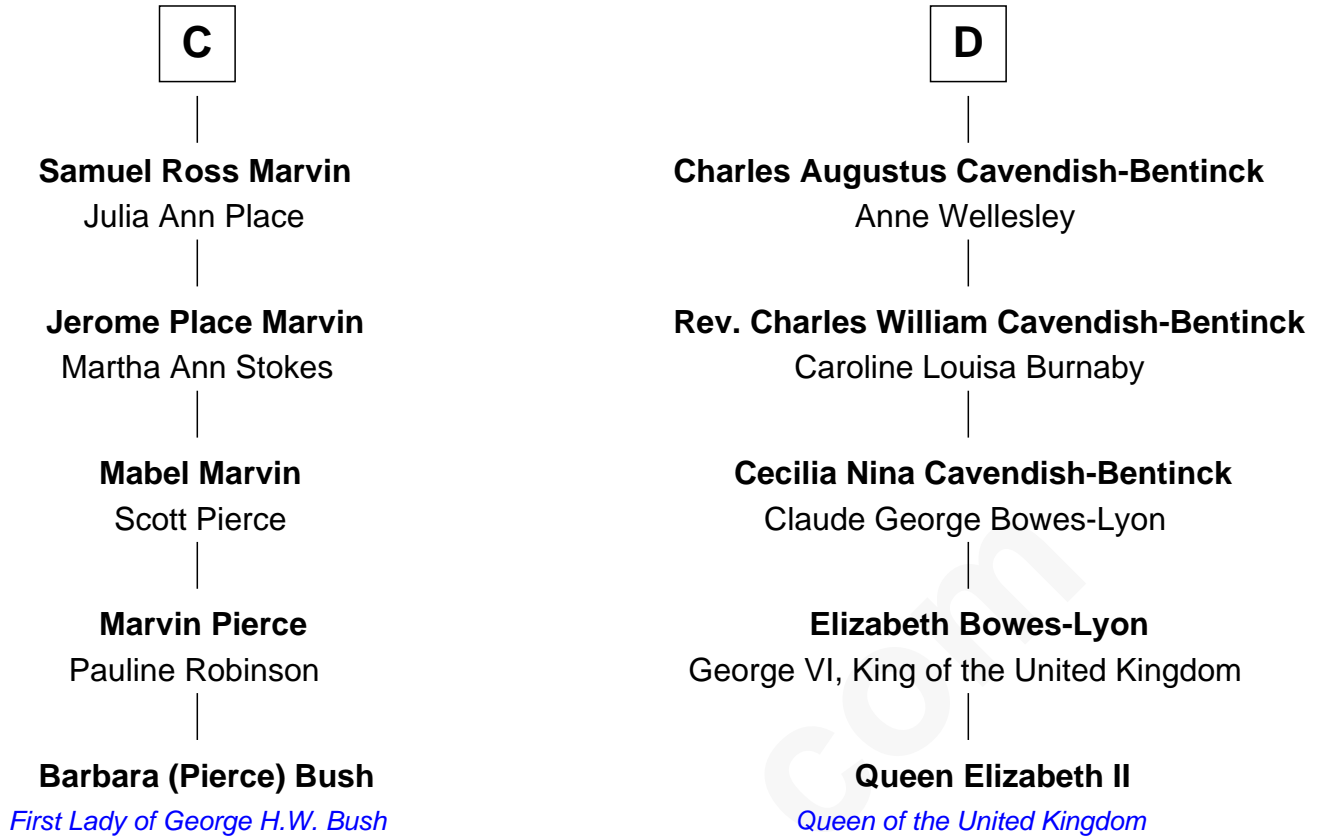 C
Samuel Ross Marvin
Julia Ann Place
Jerome Place Marvin
Martha Ann Stokes
Mabel Marvin
Scott Pierce
Marvin Pierce
Pauline Robinson
Barbara (Pierce) Bush
First Lady of George H.W. Bush
D
Charles Augustus Cavendish-Bentinck
Anne Wellesley
Rev. Charles William Cavendish-Bentinck
Caroline Louisa Burnaby
Cecilia Nina Cavendish-Bentinck
Claude George Bowes-Lyon
Elizabeth Bowes-Lyon
George VI, King of the United Kingdom
Queen Elizabeth II
Queen of the United Kingdom
com